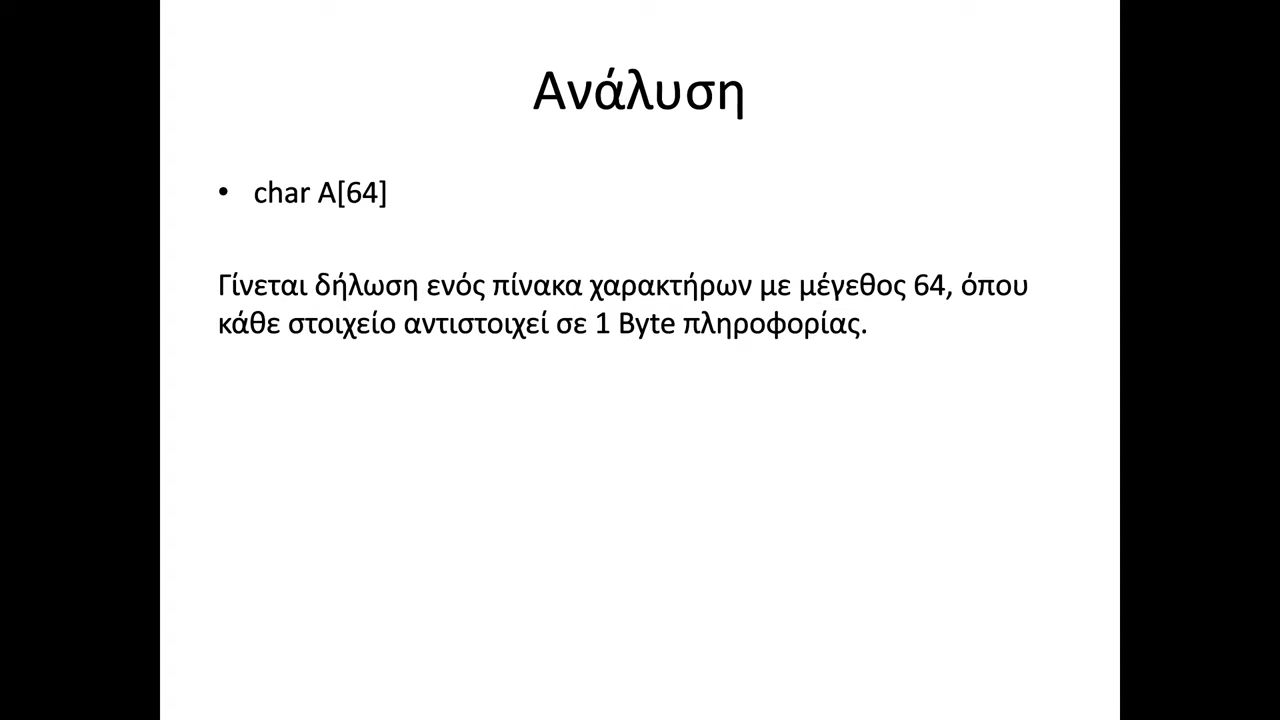 Ανάλυση
• char A[64]
Γίνεται δήλωση ενός πίνακα χαρακτήρων με μέγεθος 64, όπου
κάθε στοιχείο αντιστοιχεί σε 1 Byte πληροφορίας.